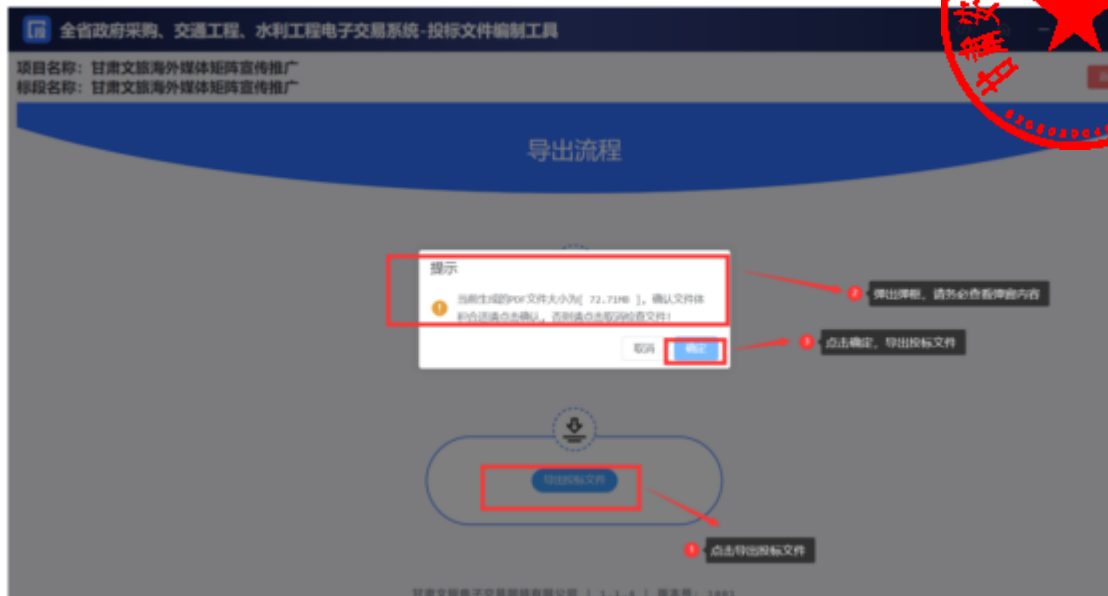 全省政府采购、交通工程、水利工程电子交易系统-投标文件编制工具
项目名称：甘肃文旅海外媒体矩阵宣传推广
标段名称：甘肃文旅海外媒体矩阵宣传推广
导出流程
提示
当前生成的PDF文件大小为[ 72.71MB ]，确认文件体
积合适请点击确认，否则请点击取消检查文件！
取消 确定
2 弹出弹框，请务必查看弹窗内容
3 点击确定，导出投标文件
导出投标文件
1 点击导出投标文件